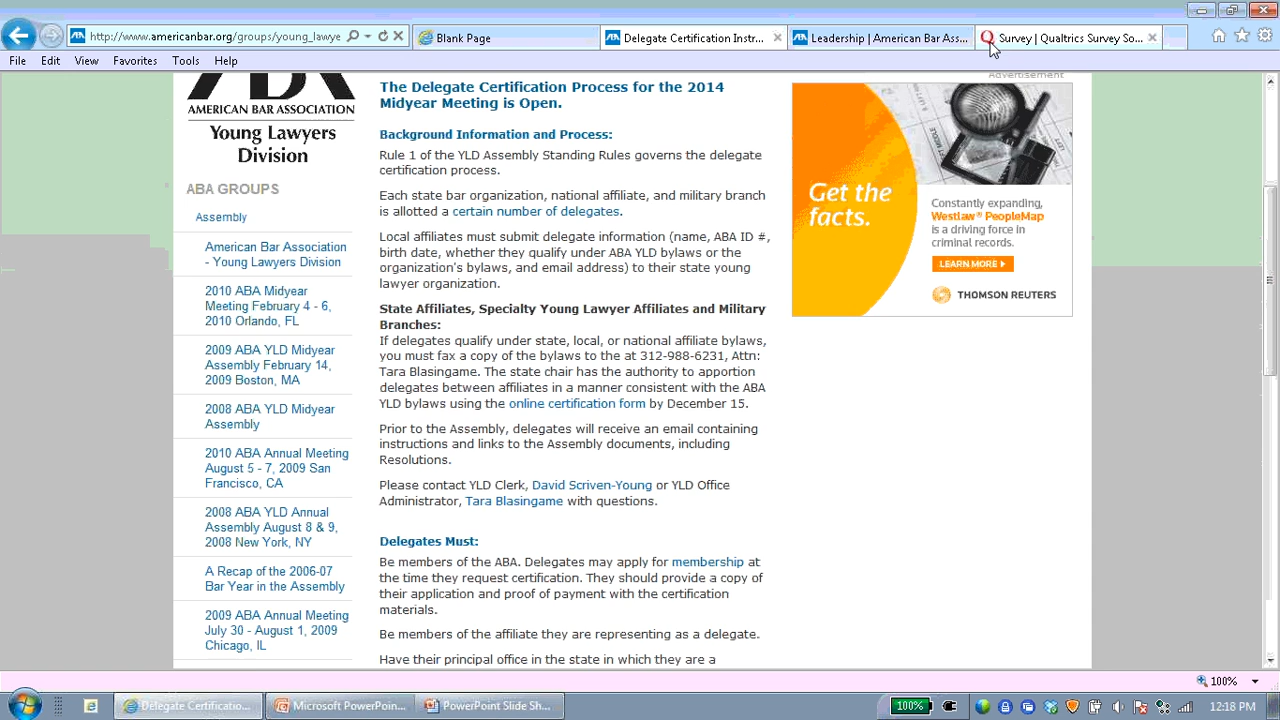 http://www.americanbar.org/groups/young_lawye
Blank Page
Delegate Certification Instr...
Leadership | American Bar Ass...
Survey | Qualtrics Survey So...
File Edit View Favorites Tools Help
AMERICAN BAR ASSOCIATION
Young Lawyers
Division
ABA GROUPS
Assembly
American Bar Association
- Young Lawyers Division
2010 ABA Midyear
Meeting February 4 - 6,
2010 Orlando, FL
2009 ABA YLD Midyear
Assembly February 14,
2009 Boston, MA
2008 ABA YLD Midyear
Assembly
2010 ABA Annual Meeting
August 5 - 7, 2009 San
Francisco, CA
2008 ABA YLD Annual
Assembly August 8 & 9,
2008 New York, NY
A Recap of the 2006-07
Bar Year in the Assembly
2009 ABA Annual Meeting
July 30 - August 1, 2009
Chicago, IL
The Delegate Certification Process for the 2014
Midyear Meeting is Open.
Background Information and Process:
Rule 1 of the YLD Assembly Standing Rules governs the delegate
certification process.
Each state bar organization, national affiliate, and military branch
is allotted a certain number of delegates.
Local affiliates must submit delegate information (name, ABA ID #,
birth date, whether they qualify under ABA YLD bylaws or the
organization's bylaws, and email address) to their state young
lawyer organization.
State Affiliates, Specialty Young Lawyer Affiliates and Military
Branches:
If delegates qualify under state, local, or national affiliate bylaws,
you must fax a copy of the bylaws to the at 312-988-6231, Attn:
Tara Blasingame. The state chair has the authority to apportion
delegates between affiliates in a manner consistent with the ABA
YLD bylaws using the online certification form by December 15.
Prior to the Assembly, delegates will receive an email containing
instructions and links to the Assembly documents, including
Resolutions.
Please contact YLD Clerk, David Scriven-Young or YLD Office
Administrator, Tara Blasingame with questions.
Delegates Must:
Be members of the ABA. Delegates may apply for membership at
the time they request certification. They should provide a copy of
their application and proof of payment with the certification
materials.
Be members of the affiliate they are representing as a delegate.
Have their principal office in the state in which they are a
Advertisement
Get the
facts.
Constantly expanding,
Westlaw® PeopleMap
is a driving force in
criminal records.
LEARN MORE
THOMSON REUTERS
100%
Delegate Certificatio...
Microsoft PowerPoin...
PowerPoint Slide Sh...
100%
12:18 PM